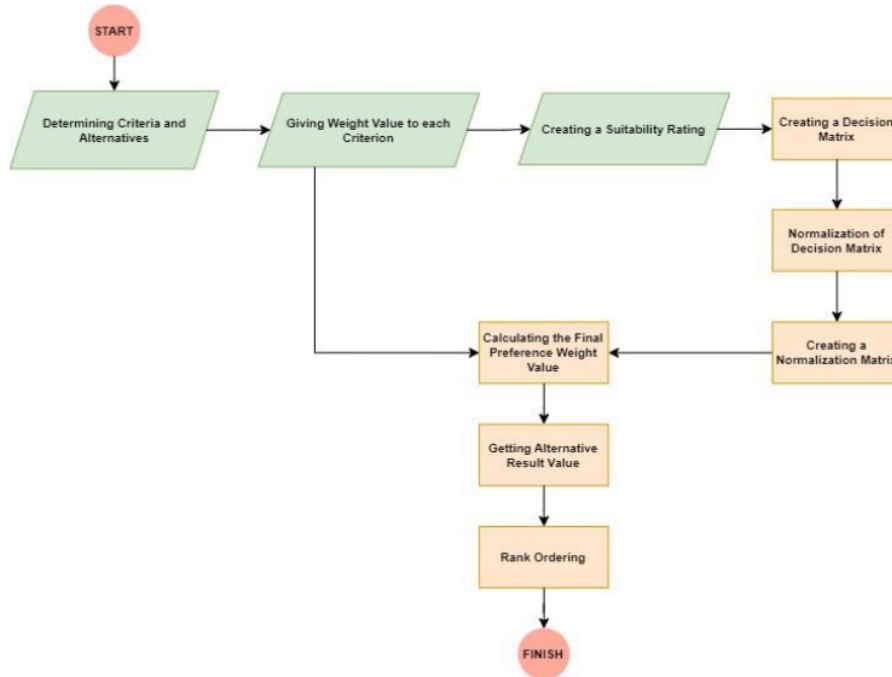 START
Determining Criteria and
Alternatives
Giving Weight Value to each
Criterion
Creating a Suitability Rating
Creating a Decision
Matrix
Normalization of
Decision Matrix
Creating a
Normalization Matrix
Calculating the Final
Preference Weight
Value
Getting Alternative
Result Value
Rank Ordering
FINISH